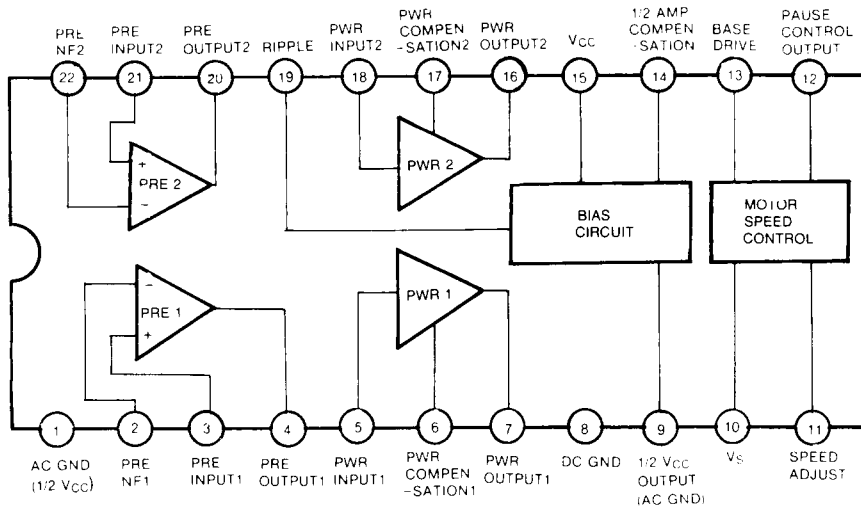 PRE NF2
PRE INPUT2
PRE OUTPUT2
RIPPLE
PWR INPUT2
PWR COMPEN -SATION2
PWR OUTPUT2
VCC
1/2 AMP COMPEN -SATION
BASE DRIVE
PAUSE CONTROL OUTPUT
22
21
20
19
18
17
16
15
14
13
12
+
PRE 2
−
PWR 2
BIAS CIRCUIT
MOTOR SPEED CONTROL
−
PRE 1
+
PWR 1
1
2
3
4
5
6
7
8
9
10
11
AC GND (1/2 VCC)
PRE NF1
PRE INPUT1
PRE OUTPUT1
PWR INPUT1
PWR COMPEN -SATION1
PWR OUTPUT1
DC GND
1/2 VCC OUTPUT (AC GND)
VS
SPEED ADJUST